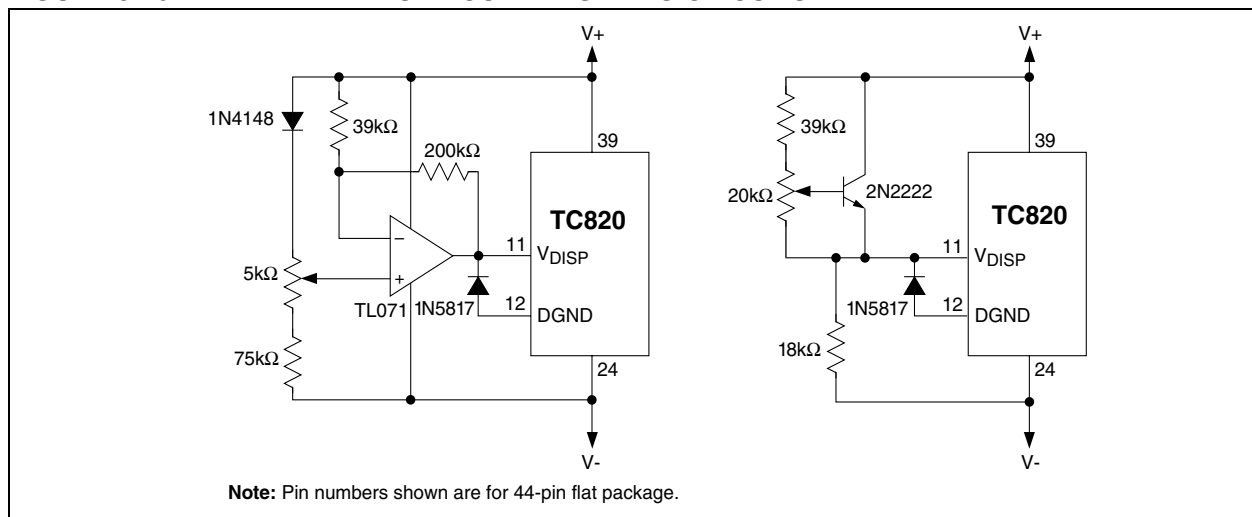 V+
1N4148
39kΩ
200kΩ
39
TC820
–
+
TL071
5kΩ
75kΩ
1N5817
11
VDISP
12
DGND
24
V-
V+
39kΩ
20kΩ
2N2222
39
TC820
11
VDISP
1N5817
12
DGND
18kΩ
24
V-
Note: Pin numbers shown are for 44-pin flat package.